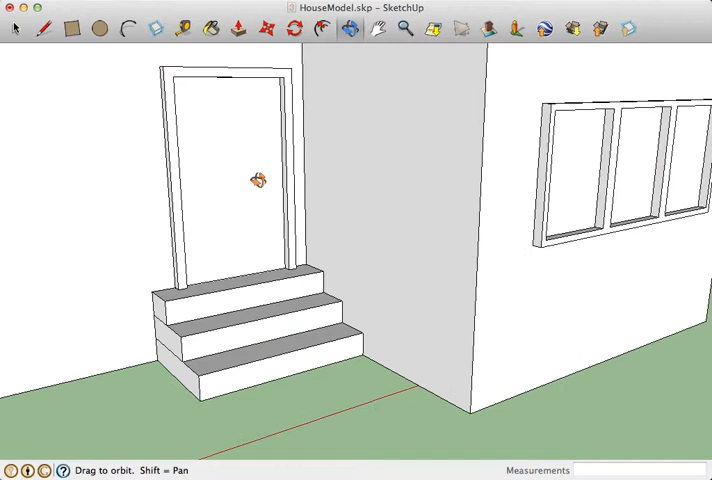 HouseModel.skp – SketchUp
Drag to orbit. Shift = Pan
Measurements